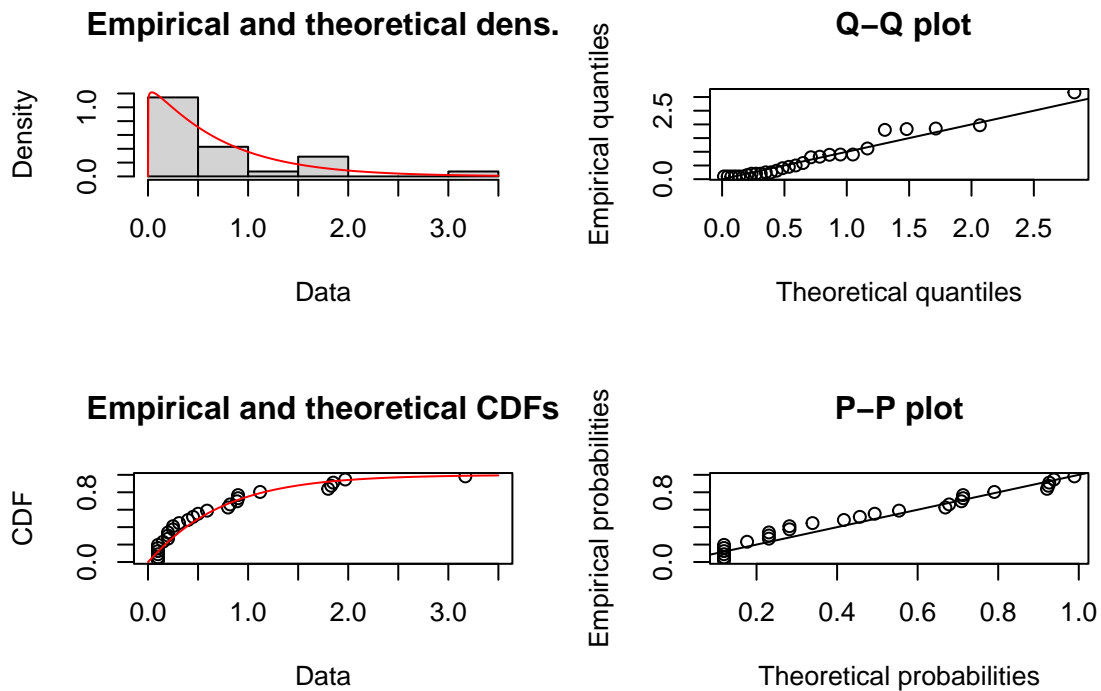 Empirical and theoretical dens.
Density
0.0 1.0
0.0 1.0 2.0 3.0
Data
Q−Q plot
Empirical quantiles
0.0 2.5
0.0 0.5 1.0 1.5 2.0 2.5
Theoretical quantiles
Empirical and theoretical CDFs
CDF
0.0 0.8
0.0 1.0 2.0 3.0
Data
P−P plot
Empirical probabilities
0.0 0.8
0.2 0.4 0.6 0.8 1.0
Theoretical probabilities